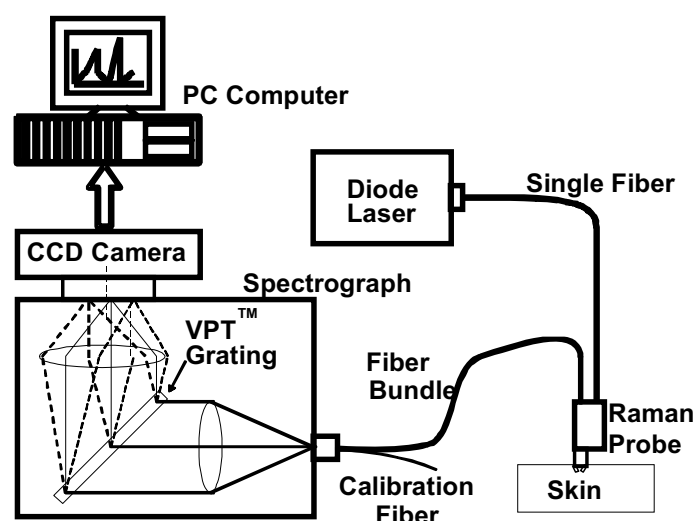 PC Computer
Diode
Laser
Single Fiber
CCD Camera
Spectrograph
VPT™
Grating
Fiber
Bundle
Raman
Probe
Calibration
Fiber
Skin